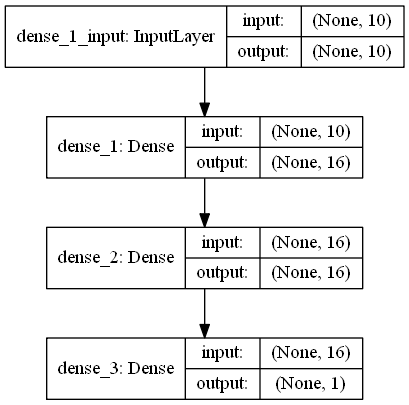 dense_1_input: InputLayer
input: (None, 10)
output: (None, 10)
dense_1: Dense
input: (None, 10)
output: (None, 16)
dense_2: Dense
input: (None, 16)
output: (None, 16)
dense_3: Dense
input: (None, 16)
output: (None, 1)